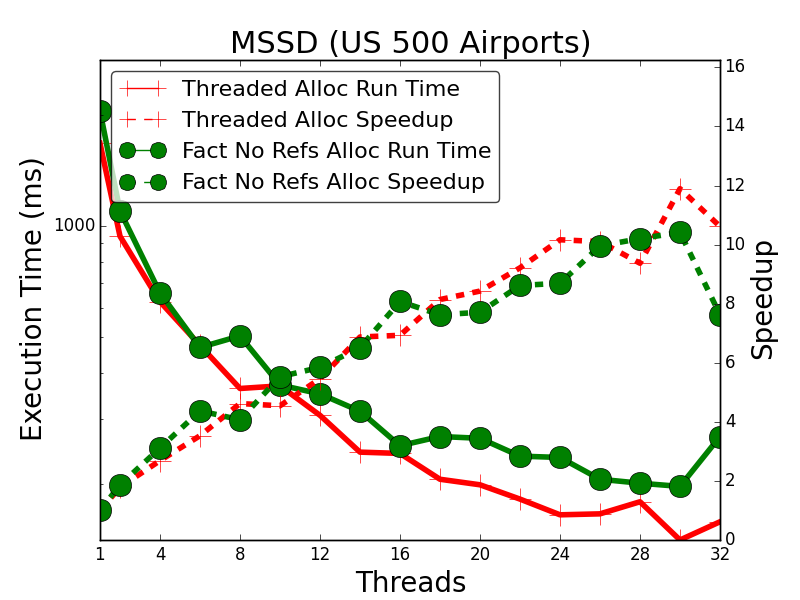 MSSD (US 500 Airports)
Threaded Alloc Run Time
Threaded Alloc Speedup
Fact No Refs Alloc Run Time
Fact No Refs Alloc Speedup
Execution Time (ms)
1000
16
14
12
10
8
6
4
2
0
Speedup
1 4 8 12 16 20 24 28 32
Threads